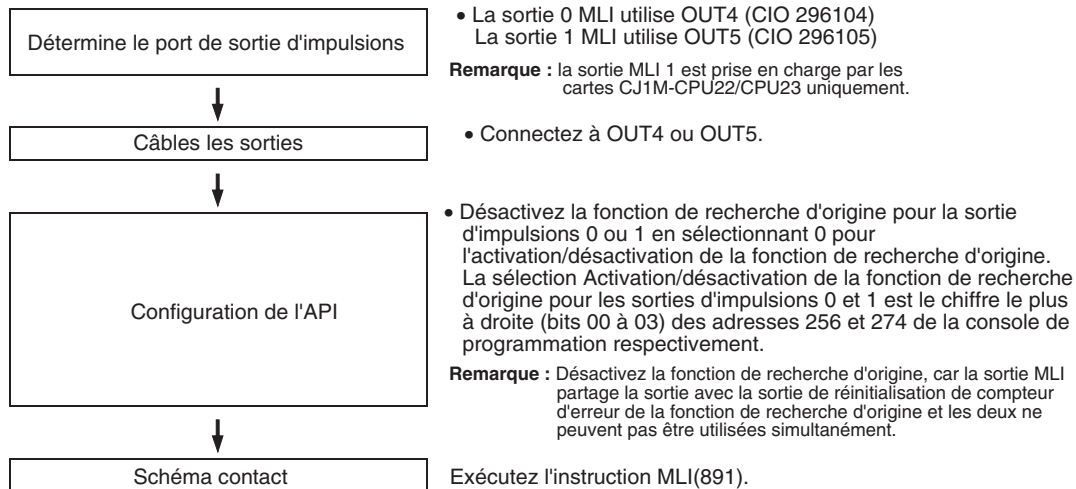 Détermine le port de sortie d'impulsions
• La sortie 0 MLI utilise OUT4 (CIO 296104)
La sortie 1 MLI utilise OUT5 (CIO 296105)
Remarque : la sortie MLI 1 est prise en charge par les
cartes CJ1M-CPU22/CPU23 uniquement.
Câbles les sorties
• Connectez à OUT4 ou OUT5.
Configuration de l'API
• Désactivez la fonction de recherche d'origine pour la sortie
d'impulsions 0 ou 1 en sélectionnant 0 pour
l'activation/désactivation de la fonction de recherche d'origine.
La sélection Activation/désactivation de la fonction de recherche
d'origine pour les sorties d'impulsions 0 et 1 est le chiffre le plus
à droite (bits 00 à 03) des adresses 256 et 274 de la console de
programmation respectivement.
Remarque : Désactivez la fonction de recherche d'origine, car la sortie MLI
partage la sortie avec la sortie de réinitialisation de compteur
d'erreur de la fonction de recherche d'origine et les deux ne
peuvent pas être utilisées simultanément.
Schéma contact
Exécutez l'instruction MLI(891).